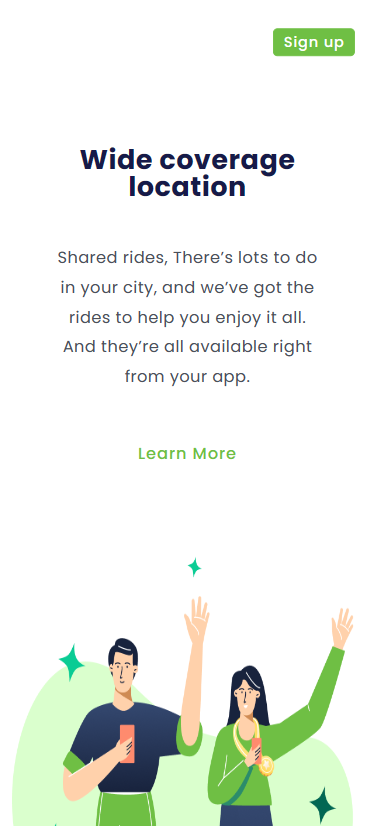 Sign up
Wide coverage
location
Shared rides, There’s lots to do
in your city, and we’ve got the
rides to help you enjoy it all.
And they’re all available right
from your app.
Learn More